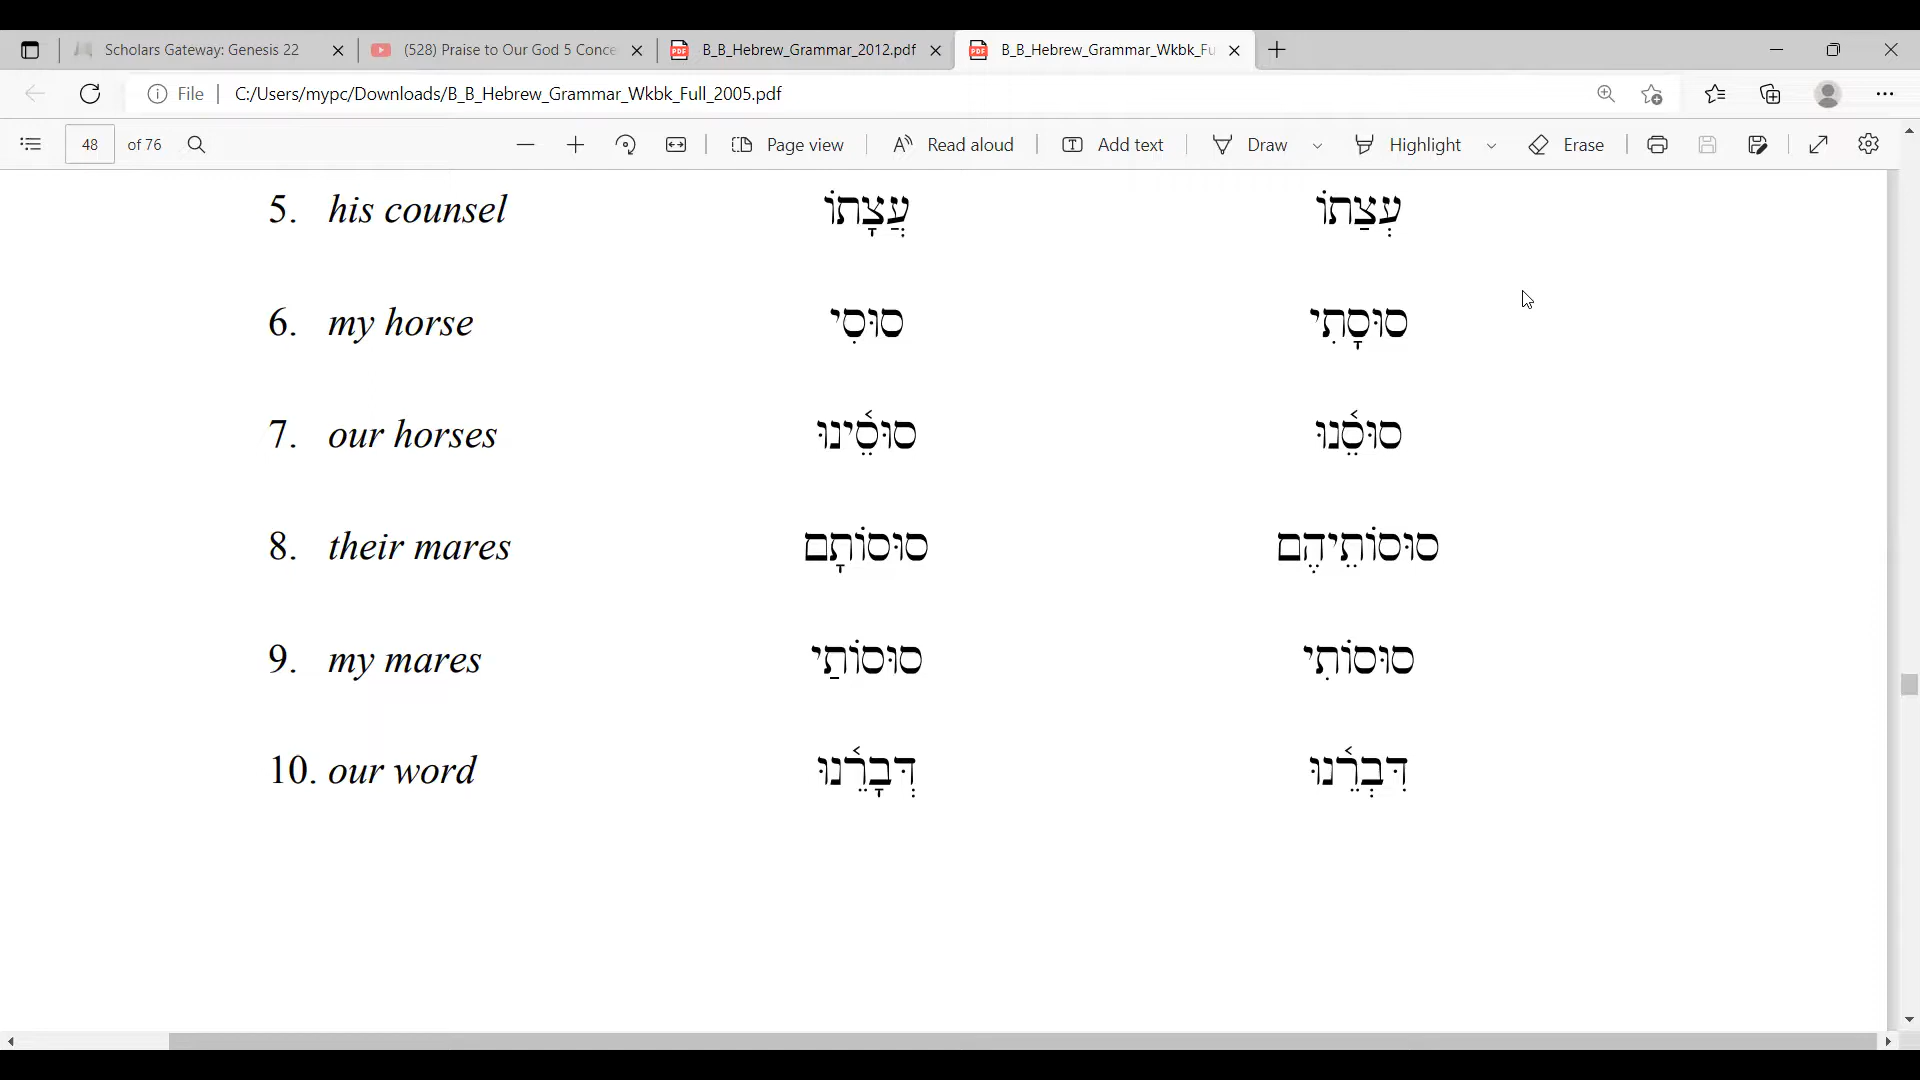 Scholars Gateway: Genesis 22 (528) Praise to Our God 5 Conce B_B_Hebrew_Grammar_2012.pdf B_B_Hebrew_Grammar_Wkbk_Fu
File C:/Users/mypc/Downloads/B_B_Hebrew_Grammar_Wkbk_Full_2005.pdf
48 of 76 Page view Read aloud Add text Draw Highlight Erase
5. his counsel עֲצָתוֹ עְצַתוֹ
6. my horse סוּסִי סוּסָתִי
7. our horses סוּסֵ֫ינוּ סוּסֵ֫נוּ
8. their mares סוּסוֹתָם סוּסוֹתֵיהֶם
9. my mares סוּסוֹתַי סוּסוֹתִי
10. our word דְּבָרֵ֫נוּ דִּבְרֵ֫נוּ